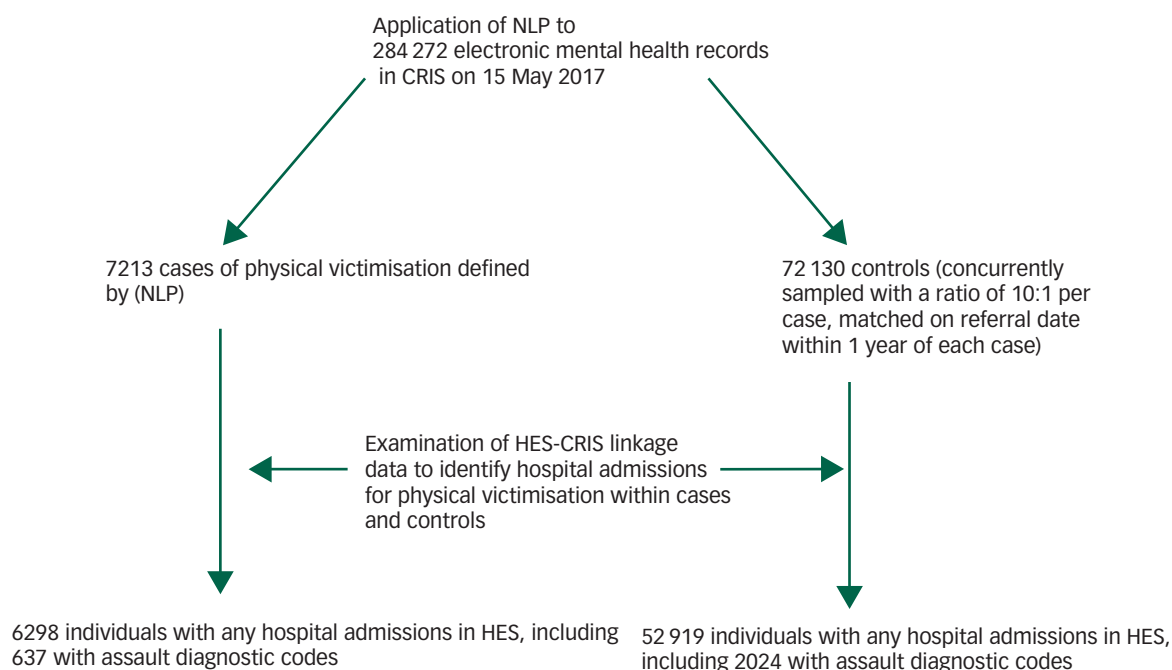 Application of NLP to
284 272 electronic mental health records
in CRIS on 15 May 2017
7213 cases of physical victimisation defined
by (NLP)
72 130 controls (concurrently
sampled with a ratio of 10:1 per
case, matched on referral date
within 1 year of each case)
Examination of HES-CRIS linkage
data to identify hospital admissions
for physical victimisation within cases
and controls
6298 individuals with any hospital admissions in HES, including
637 with assault diagnostic codes
52 919 individuals with any hospital admissions in HES,
including 2024 with assault diagnostic codes